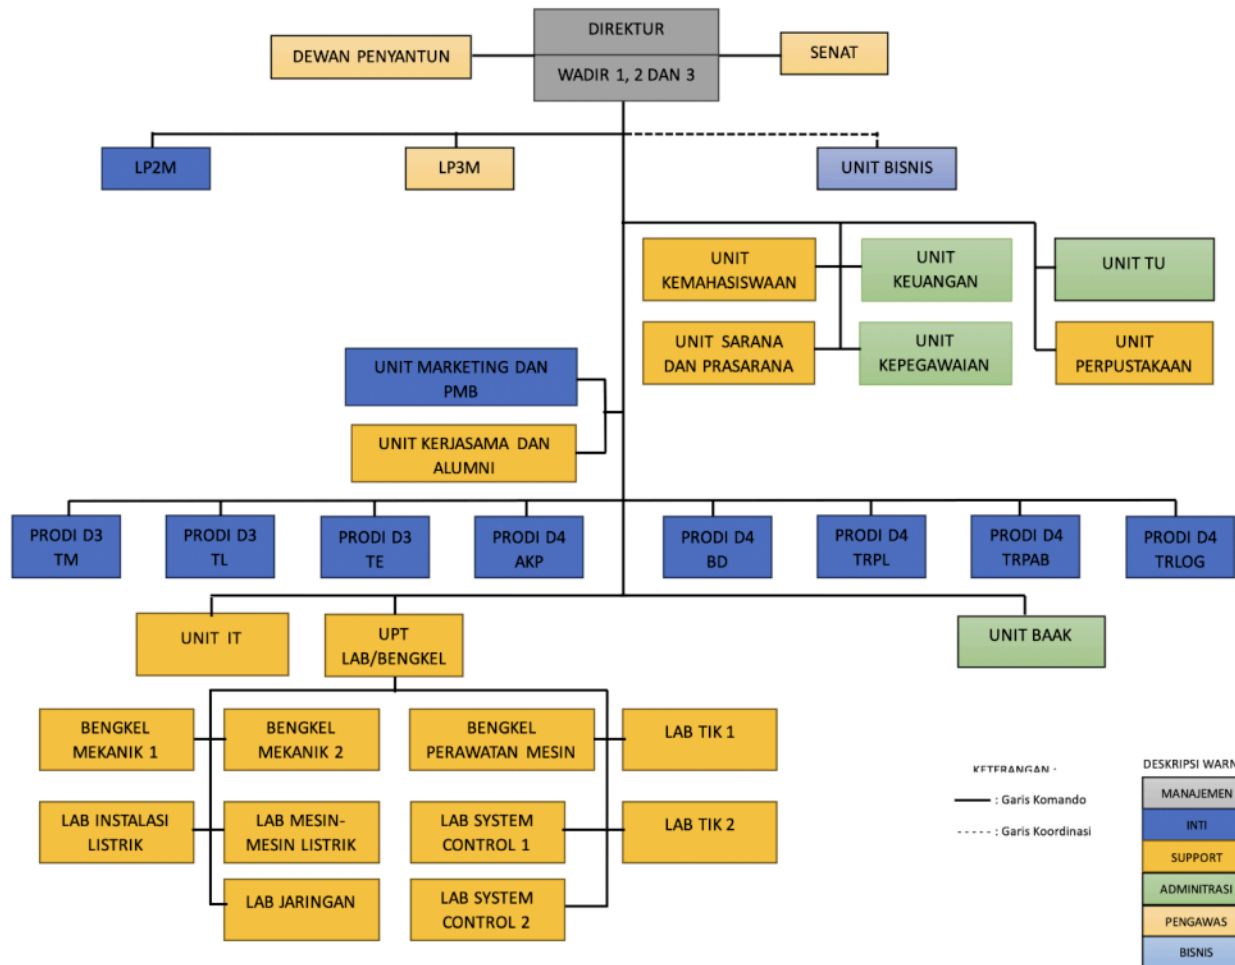 DIREKTUR
WADIR 1, 2 DAN 3
DEWAN PENYANTUN
SENAT
LP2M
LP3M
UNIT BISNIS
UNIT
KEMAHASISWAAN
UNIT
KEUANGAN
UNIT TU
UNIT SARANA
DAN PRASARANA
UNIT
KEPEGAWAIAN
UNIT
PERPUSTAKAAN
UNIT MARKETING DAN
PMB
UNIT KERJASAMA DAN
ALUMNI
PRODI D3
TM
PRODI D3
TL
PRODI D3
TE
PRODI D4
AKP
PRODI D4
BD
PRODI D4
TRPL
PRODI D4
TRPAB
PRODI D4
TRLOG
UNIT IT
UPT
LAB/BENGKEL
UNIT BAAK
BENGKEL
MEKANIK 1
BENGKEL
MEKANIK 2
BENGKEL
PERAWATAN MESIN
LAB TIK 1
LAB INSTALASI
LISTRIK
LAB MESIN-
MESIN LISTRIK
LAB SYSTEM
CONTROL 1
LAB TIK 2
LAB JARINGAN
LAB SYSTEM
CONTROL 2
KETERANGAN :
: Garis Komando
: Garis Koordinasi
DESKRIPSI WARN
MANAJEMEN
INTI
SUPPORT
ADMINITRASI
PENGAWAS
BISNIS